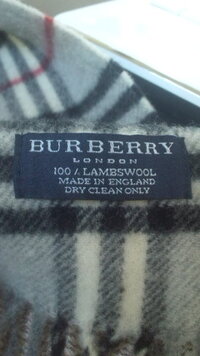 BURBERRY
LONDON
100 / LAMBSWOOL
MADE IN ENGLAND
DRY CLEAN ONLY